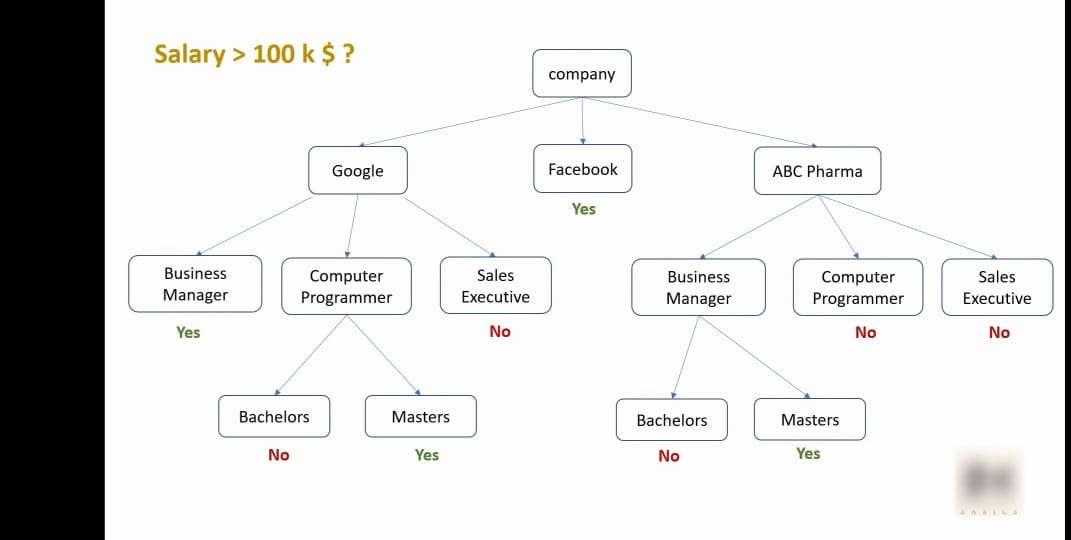 Salary > 100 k $ ?
company
Google
Facebook
ABC Pharma
Yes
Business
Manager
Computer
Programmer
Sales
Executive
Business
Manager
Computer
Programmer
Sales
Executive
Yes
No
No
No
Bachelors
Masters
Bachelors
Masters
No
Yes
No
Yes